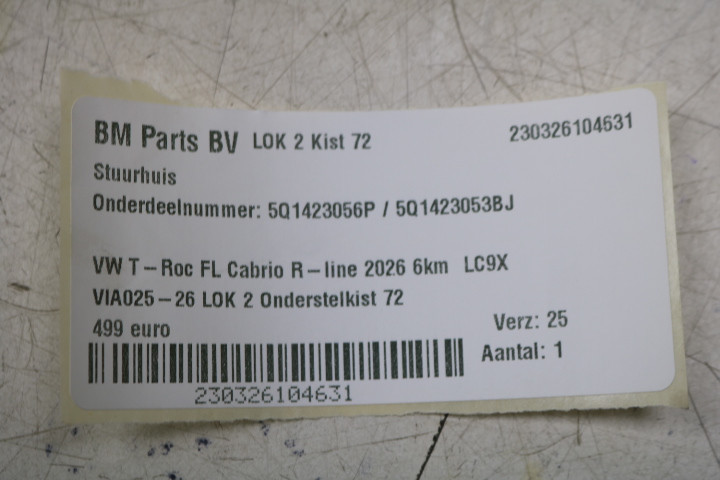 BM Parts BV LOK 2 Kist 72 230326104631
Stuurhuis
Onderdeelnummer: 5Q1423056P / 5Q1423053BJ
VW T-Roc FL Cabrio R-line 2026 6km LC9X
VIA025-26 LOK 2 Onderstelkist 72
499 euro Verz: 25
Aantal: 1
230326104631